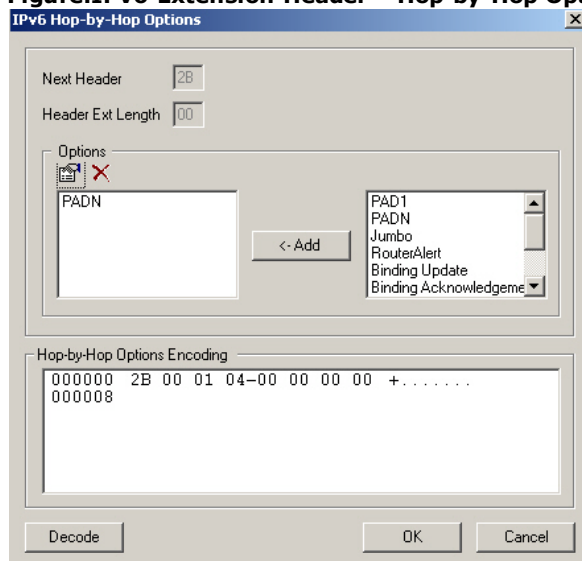 IPv6 Hop-by-Hop Options
Next Header 2B
Header Ext Length 00
Options
PADN
<- Add
PAD1
PADN
Jumbo
RouterAlert
Binding Update
Binding Acknowledgeme
Hop-by-Hop Options Encoding
000000 2B 00 01 04-00 00 00 00 +.......
000008
Decode
OK
Cancel